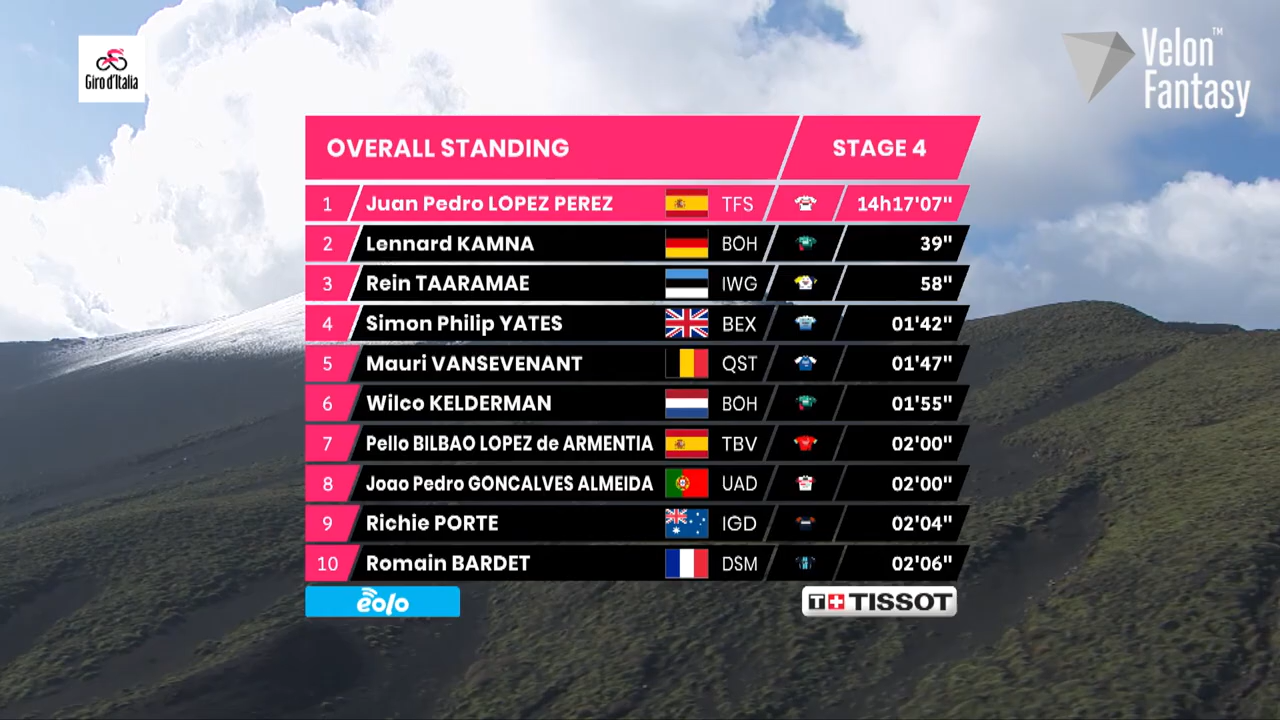 Giro d'Italia
Velon™
Fantasy
OVERALL STANDING STAGE 4
1 Juan Pedro LOPEZ PEREZ TFS 14h17'07"
2 Lennard KAMNA BOH 39"
3 Rein TAARAMAE IWG 58"
4 Simon Philip YATES BEX 01'42"
5 Mauri VANSEVENANT QST 01'47"
6 Wilco KELDERMAN BOH 01'55"
7 Pello BILBAO LOPEZ de ARMENTIA TBV 02'00"
8 Joao Pedro GONCALVES ALMEIDA UAD 02'00"
9 Richie PORTE IGD 02'04"
10 Romain BARDET DSM 02'06"
eolo T+ TISSOT